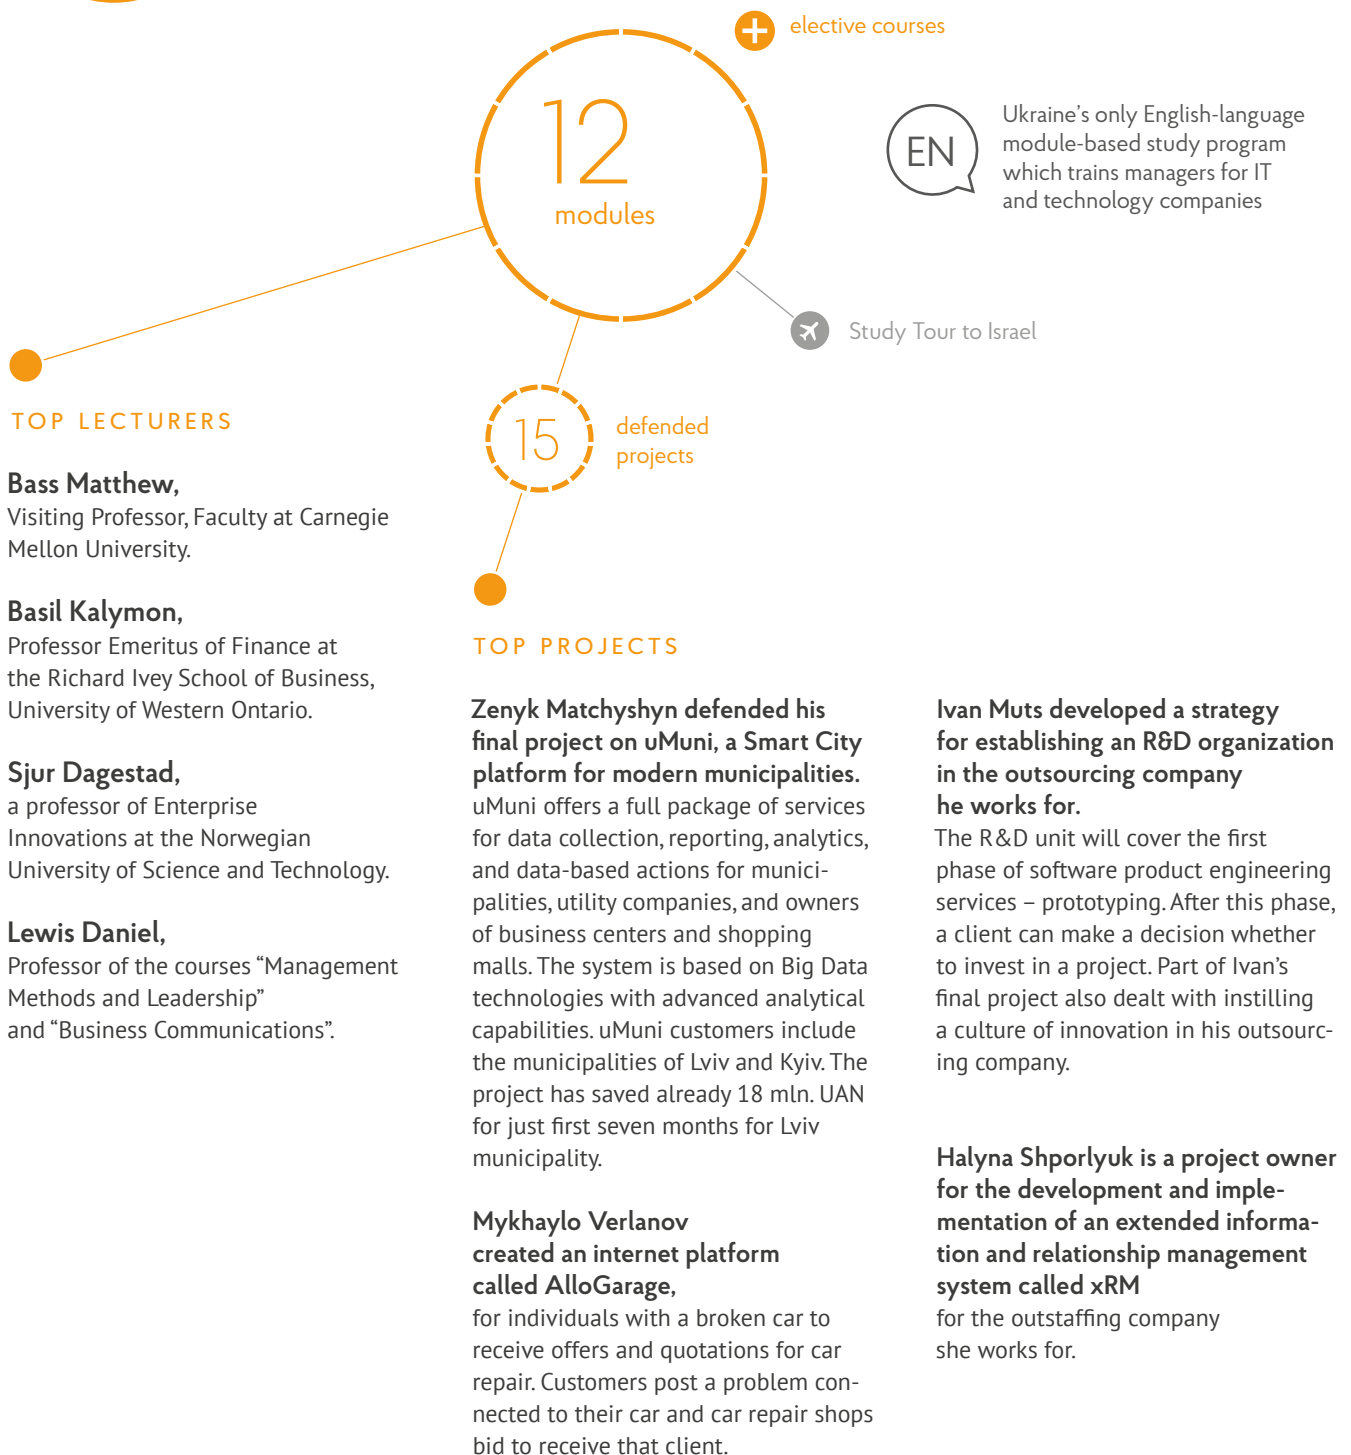 elective courses
12
modules
EN
Ukraine’s only English-language
module-based study program
which trains managers for IT
and technology companies
Study Tour to Israel
15
defended
projects
TOP LECTURERS
Bass Matthew,
Visiting Professor, Faculty at Carnegie
Mellon University.
Basil Kalymon,
Professor Emeritus of Finance at
the Richard Ivey School of Business,
University of Western Ontario.
Sjur Dagestad,
a professor of Enterprise
Innovations at the Norwegian
University of Science and Technology.
Lewis Daniel,
Professor of the courses “Management
Methods and Leadership”
and “Business Communications”.
TOP PROJECTS
Zenyk Matchyshyn defended his
final project on uMuni, a Smart City
platform for modern municipalities.
uMuni offers a full package of services
for data collection, reporting, analytics,
and data-based actions for munici-
palities, utility companies, and owners
of business centers and shopping
malls. The system is based on Big Data
technologies with advanced analytical
capabilities. uMuni customers include
the municipalities of Lviv and Kyiv. The
project has saved already 18 mln. UAN
for just first seven months for Lviv
municipality.
Mykhaylo Verlanov
created an internet platform
called AlloGarage,
for individuals with a broken car to
receive offers and quotations for car
repair. Customers post a problem con-
nected to their car and car repair shops
bid to receive that client.
Ivan Muts developed a strategy
for establishing an R&D organization
in the outsourcing company
he works for.
The R&D unit will cover the first
phase of software product engineering
services – prototyping. After this phase,
a client can make a decision whether
to invest in a project. Part of Ivan’s
final project also dealt with instilling
a culture of innovation in his outsourc-
ing company.
Halyna Shporlyuk is a project owner
for the development and imple-
mentation of an extended informa-
tion and relationship management
system called xRM
for the outstaffing company
she works for.